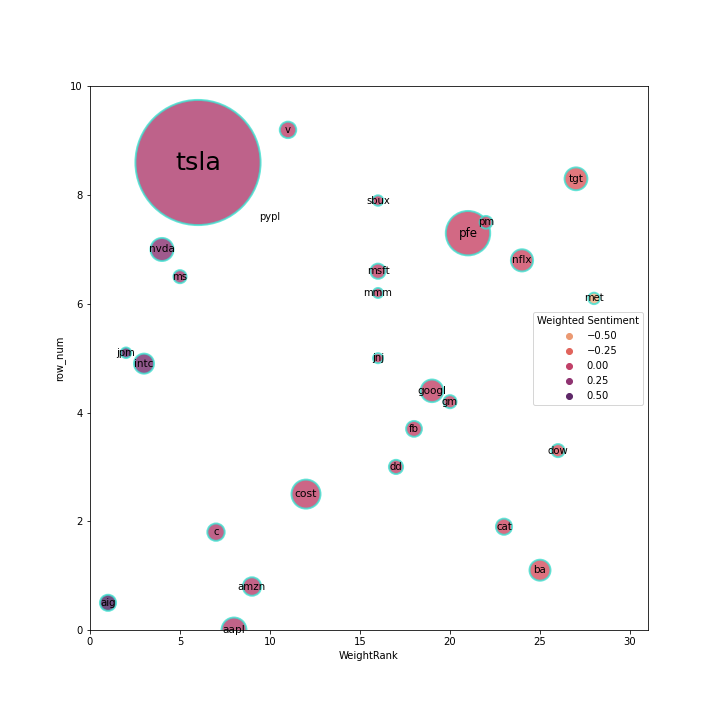 10
v
tsla
tgt
8
sbux
pypl
pm
pfe
nvda
nflx
msft
ms
mmm
met
6
Weighted Sentiment
−0.50
−0.25
0.00
0.25
0.50
row_num
jpm
jnj
intc
googl
gm
4
fb
dow
dd
cost
2
cat
c
ba
amzn
aig
aapl
0
0 5 10 15 20 25 30
WeightRank